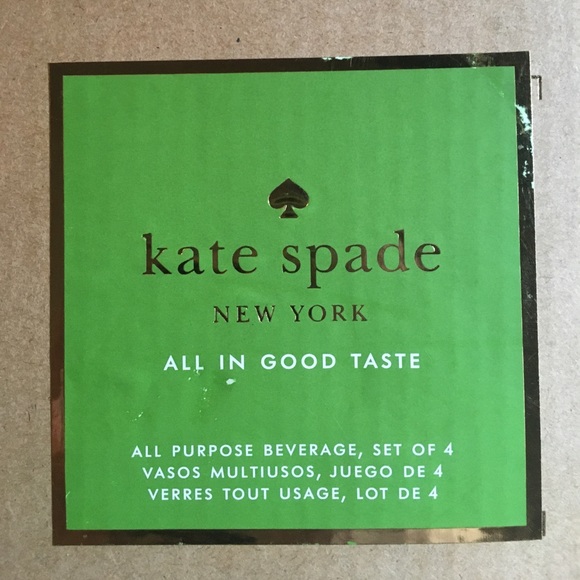 kate spade
NEW YORK
ALL IN GOOD TASTE
ALL PURPOSE BEVERAGE, SET OF 4
VASOS MULTIUSOS, JUEGO DE 4
VERRES TOUT USAGE, LOT DE 4